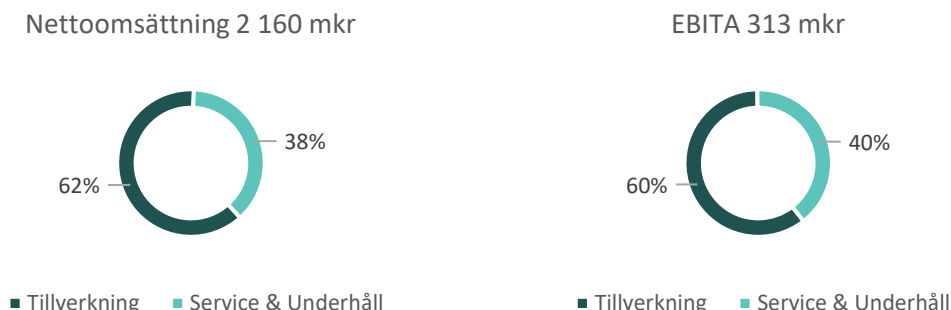 Nettoomsättning 2 160 mkr
38%
62%
Tillverkning Service & Underhåll
EBITA 313 mkr
40%
60%
Tillverkning Service & Underhåll